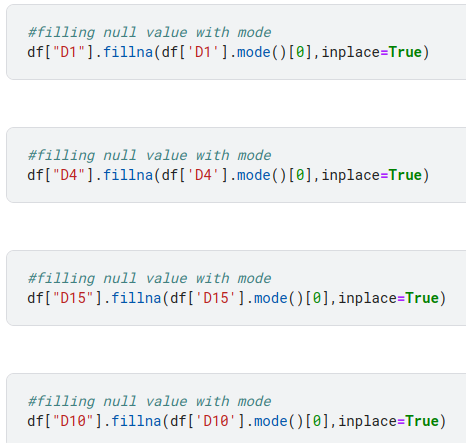 #filling null value with mode
df["D1"].fillna(df['D1'].mode()[0],inplace=True)
#filling null value with mode
df["D4"].fillna(df['D4'].mode()[0],inplace=True)
#filling null value with mode
df["D15"].fillna(df['D15'].mode()[0],inplace=True)
#filling null value with mode
df["D10"].fillna(df['D10'].mode()[0],inplace=True)